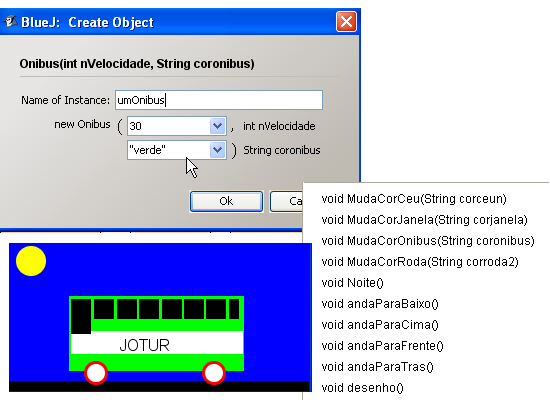 BlueJ: Create Object
Onibus(int nVelocidade, String coronibus)
Name of Instance: umOnibus
new Onibus ( 30 , int nVelocidade
"verde" ) String coronibus
Ok Ca
void MudaCorCeu(String corceun)
void MudaCorJanela(String corjanela)
void MudaCorOnibus(String coronibus)
void MudaCorRoda(String corroda2)
void Noite()
void andaParaBaixo()
void andaParaCima()
void andaParaFrente()
void andaParaTras()
void desenho()
JOTUR